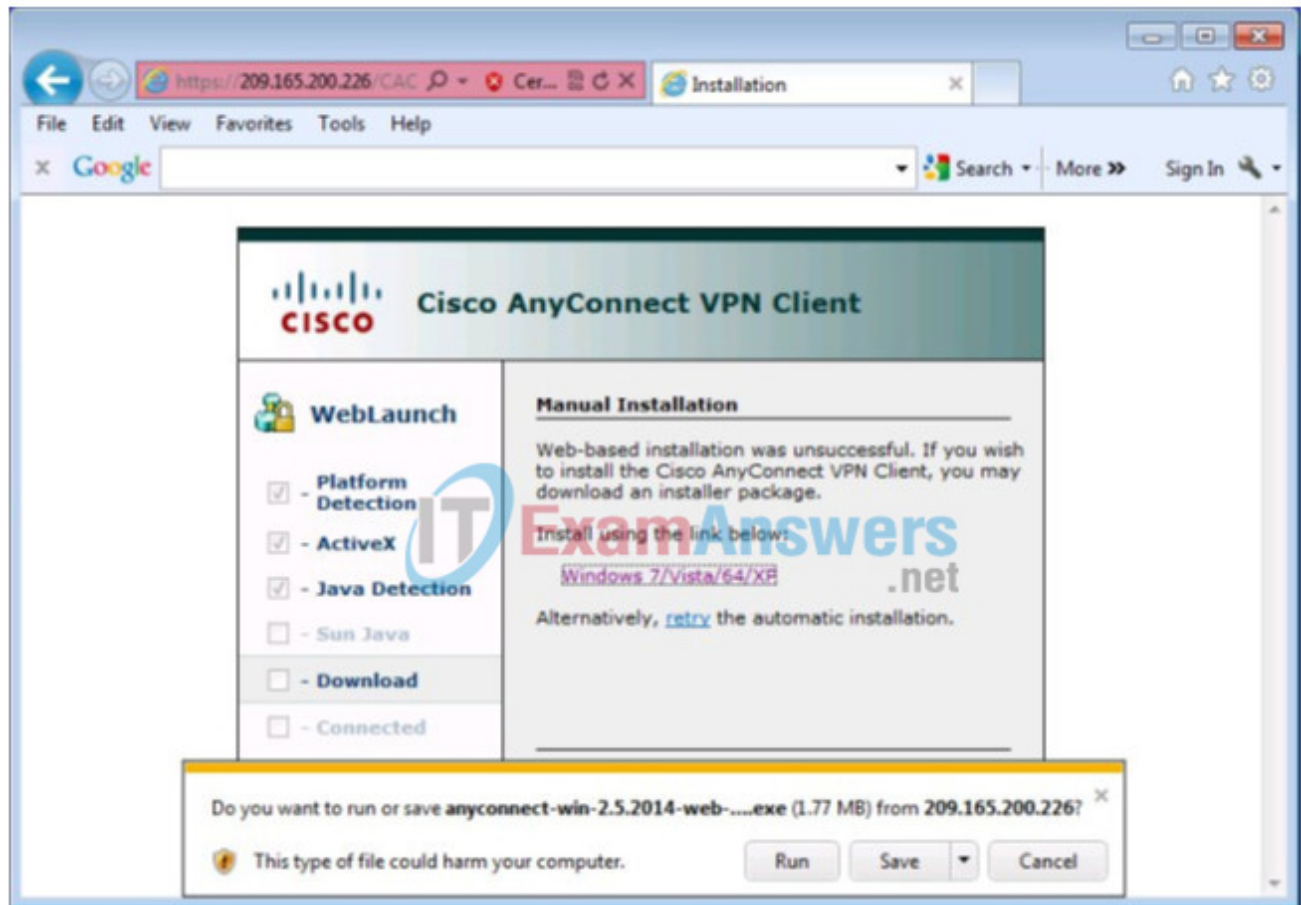 https://209.165.200.226/CAC
Cer...
Installation
File Edit View Favorites Tools Help
x Google
Search
More »
Sign In
CISCO
Cisco AnyConnect VPN Client
WebLaunch
- Platform Detection
- ActiveX
- Java Detection
- Sun Java
- Download
- Connected
Manual Installation
Web-based installation was unsuccessful. If you wish
to install the Cisco AnyConnect VPN Client, you may
download an installer package.
Install using the link below:
Windows 7/Vista/64/XP
Alternatively, retry the automatic installation.
ITExamAnswers
.net
Do you want to run or save anyconnect-win-2.5.2014-web-....exe (1.77 MB) from 209.165.200.226?
This type of file could harm your computer.
Run
Save
Cancel